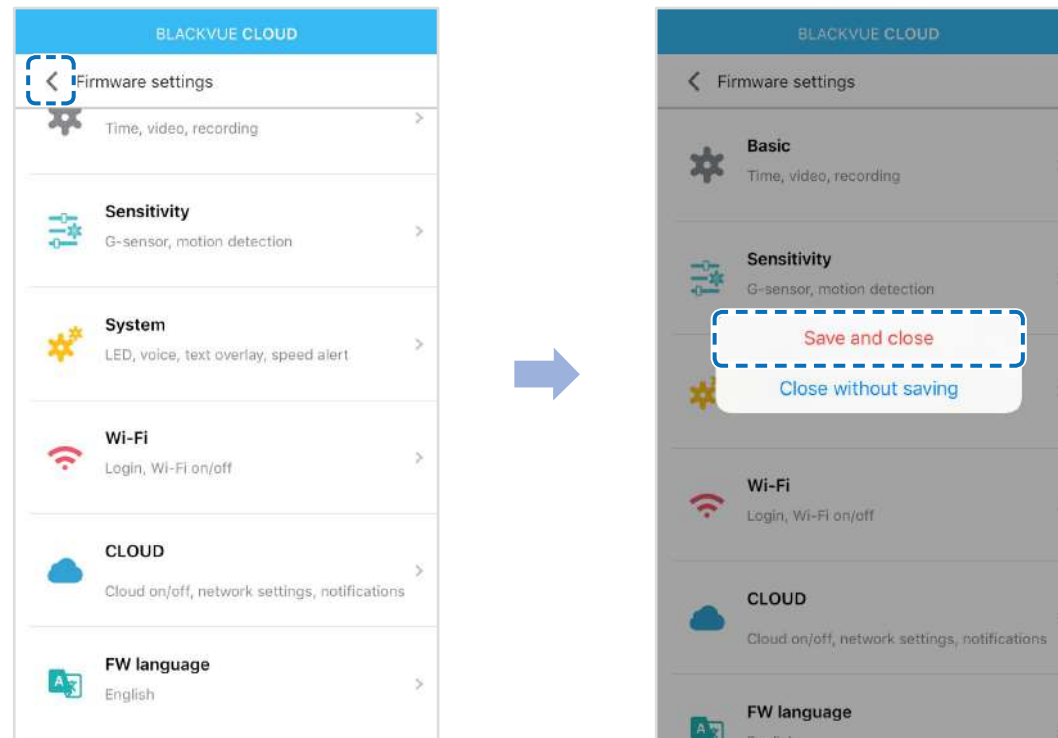 BLACKVUE CLOUD
Firmware settings
Time, video, recording
Sensitivity
G-sensor, motion detection
System
LED, voice, text overlay, speed alert
Wi-Fi
Login, Wi-Fi on/off
CLOUD
Cloud on/off, network settings, notifications
FW language
English
BLACKVUE CLOUD
Firmware settings
Basic
Time, video, recording
Sensitivity
G-sensor, motion detection
Save and close
Close without saving
Wi-Fi
Login, Wi-Fi on/off
CLOUD
Cloud on/off, network settings, notifications
FW language